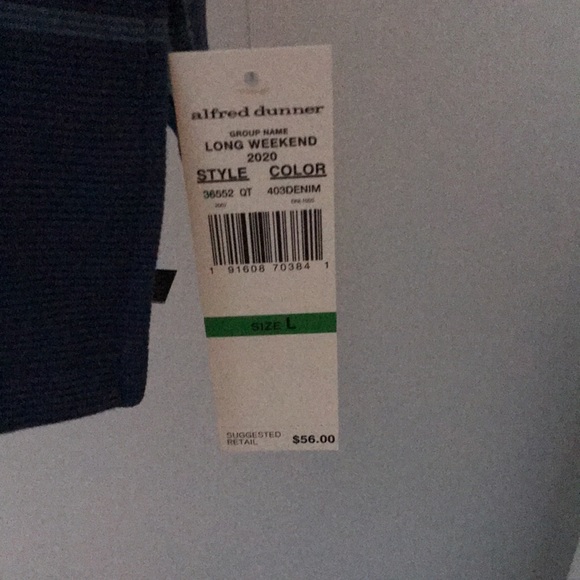 alfred dunner
GROUP NAME
LONG WEEKEND
2020
STYLE COLOR
36552 QT 403DENIM
1 91608 70384 1
SIZE L
SUGGESTED
RETAIL $56.00